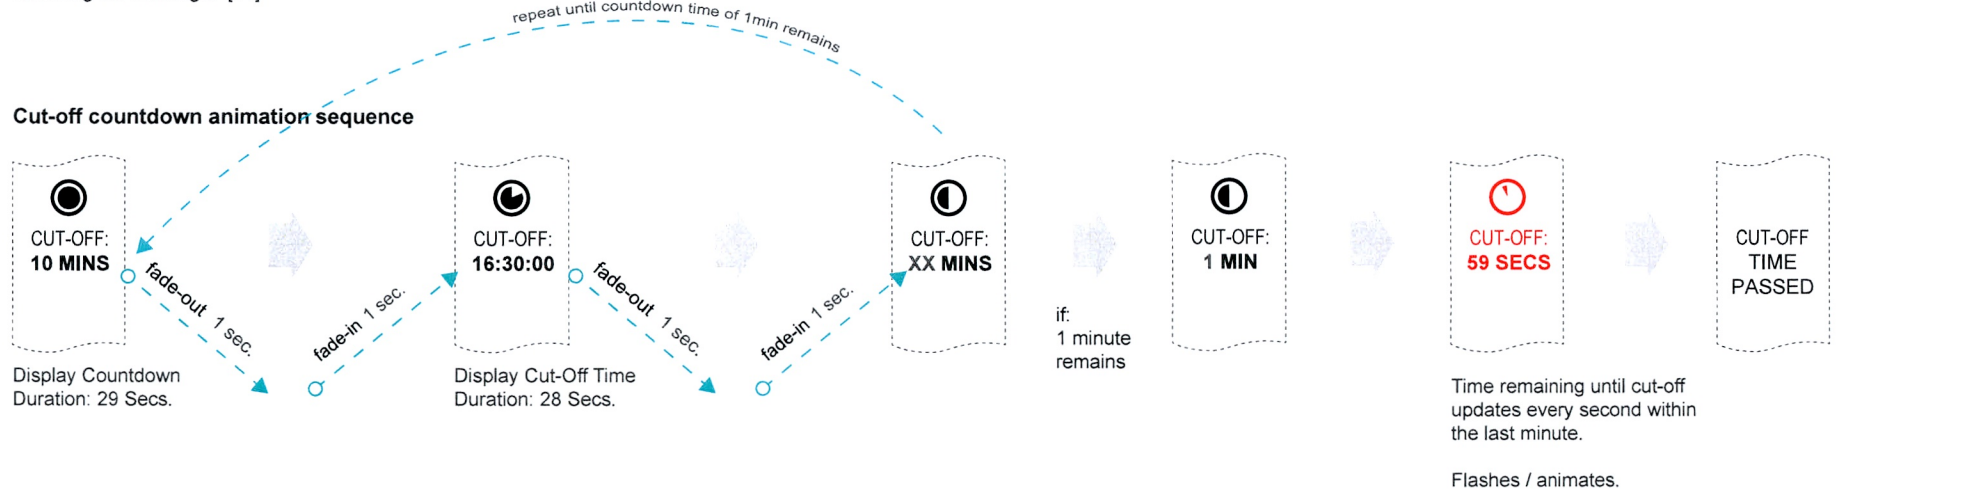 repeat until countdown time of 1min remains
Cut-off countdown animation sequence
CUT-OFF:
10 MINS
fade-out 1 sec.
fade-in 1 sec.
Display Countdown
Duration: 29 Secs.
CUT-OFF:
16:30:00
fade-out 1 sec.
fade-in 1 sec.
Display Cut-Off Time
Duration: 28 Secs.
CUT-OFF:
XX MINS
if:
1 minute
remains
CUT-OFF:
1 MIN
CUT-OFF:
59 SECS
Time remaining until cut-off
updates every second within
the last minute.
Flashes / animates.
CUT-OFF
TIME
PASSED